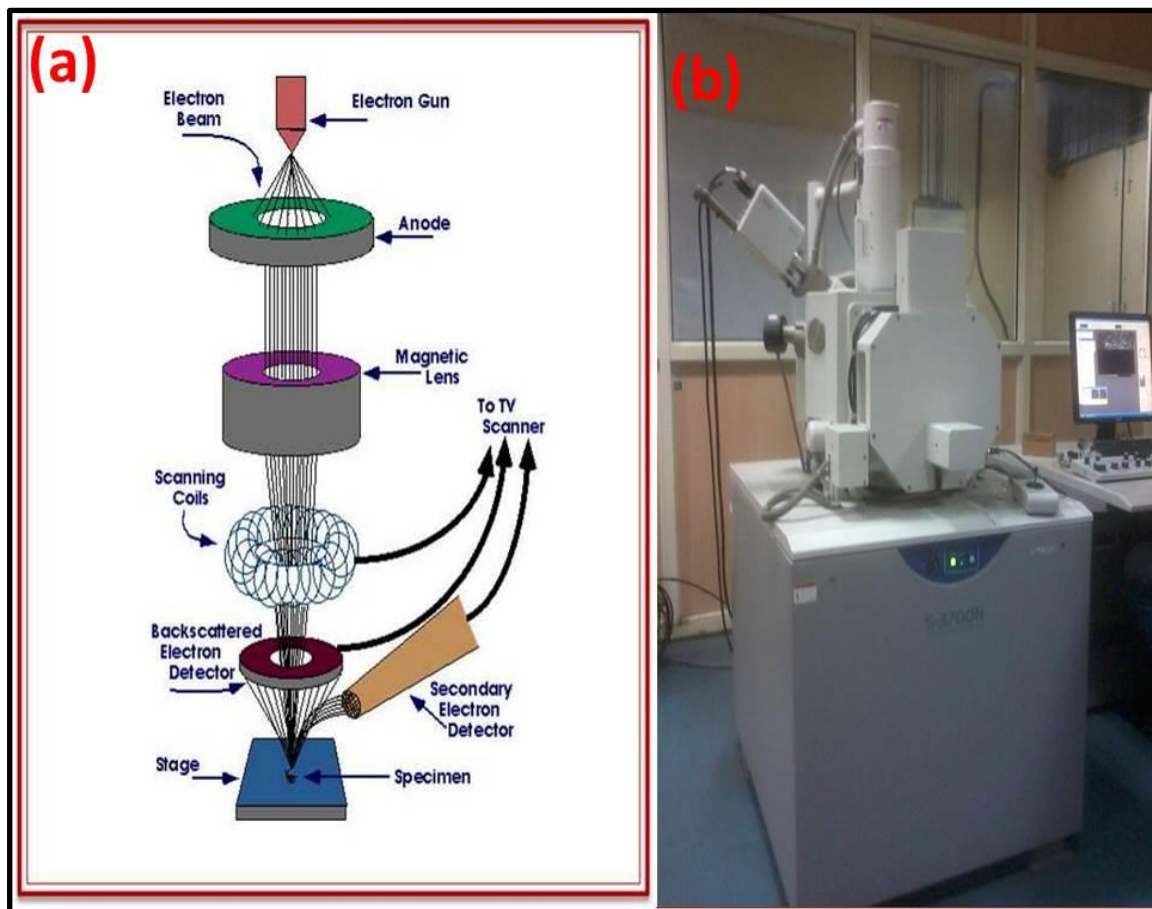 (a)
Electron
Beam
Electron Gun
Anode
Magnetic
Lens
To TV
Scanner
Scanning
Coils
Backscattered
Electron
Detector
Secondary
Electron
Detector
Stage
Specimen
(b)
S-3700N